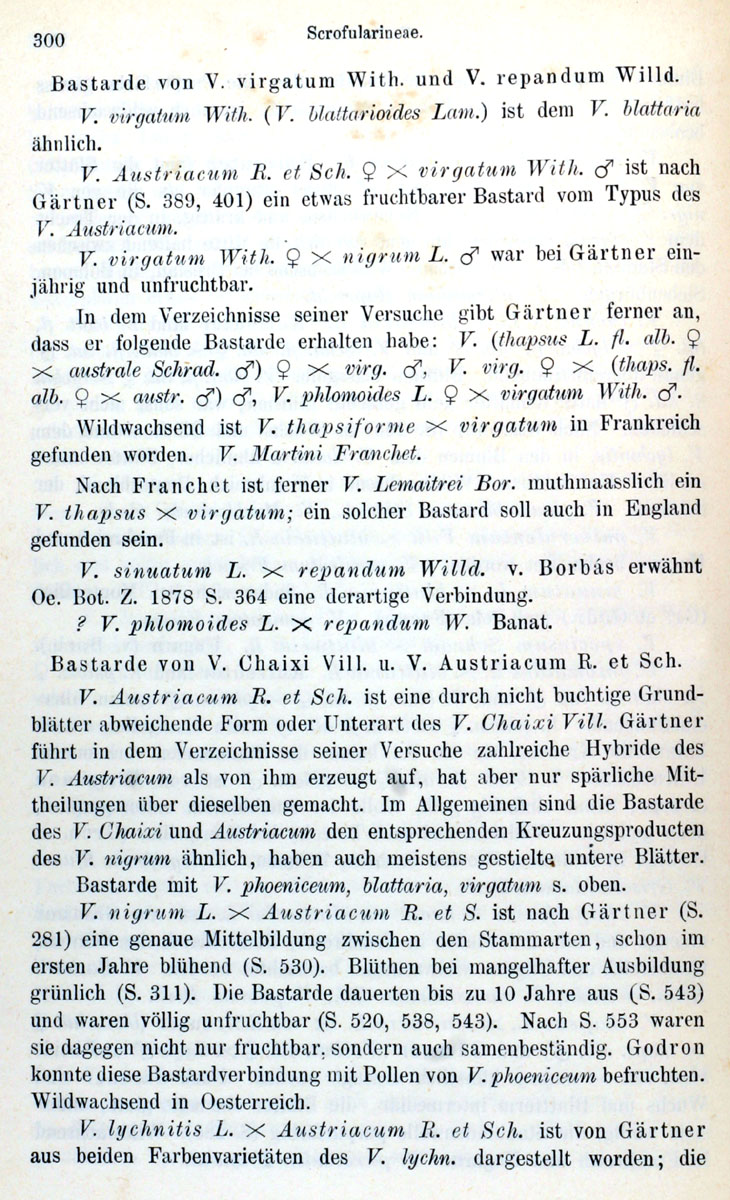 300
Scrofularineae.
Bastarde von V. virgatum With. und V. repandum Willd.
V. virgatum With. (V. blattarioides Lam.) ist dem V. blattaria
ähnlich.
V. Austriacum R. et Sch. ♀ × virgatum With. ♂ ist nach
Gärtner (S. 389, 401) ein etwas fruchtbarer Bastard vom Typus des
V. Austriacum.
V. virgatum With. ♀ × nigrum L. ♂ war bei Gärtner ein-
jährig und unfruchtbar.
In dem Verzeichnisse seiner Versuche gibt Gärtner ferner an,
dass er folgende Bastarde erhalten habe: V. (thapsus L. fl. alb. ♀
× australe Schrad. ♂) ♀ × virg. ♂, V. virg. ♀ × (thaps. fl.
alb. ♀ × austr. ♂) ♂, V. phlomoides L. ♀ × virgatum With. ♂.
Wildwachsend ist V. thapsiforme × virgatum in Frankreich
gefunden worden. V. Martini Franchet.
Nach Franchet ist ferner V. Lemaitrei Bor. muthmaasslich ein
V. thapsus × virgatum; ein solcher Bastard soll auch in England
gefunden sein.
V. sinuatum L. × repandum Willd. v. Borbás erwähnt
Oe. Bot. Z. 1878 S. 364 eine derartige Verbindung.
? V. phlomoides L. × repandum W. Banat.
Bastarde von V. Chaixi Vill. u. V. Austriacum R. et Sch.
V. Austriacum R. et Sch. ist eine durch nicht buchtige Grund-
blätter abweichende Form oder Unterart des V. Chaixi Vill. Gärtner
führt in dem Verzeichnisse seiner Versuche zahlreiche Hybride des
V. Austriacum als von ihm erzeugt auf, hat aber nur spärliche Mit-
theilungen über dieselben gemacht. Im Allgemeinen sind die Bastarde
des V. Chaixi und Austriacum den entsprechenden Kreuzungsproducten
des V. nigrum ähnlich, haben auch meistens gestielte untere Blätter.
Bastarde mit V. phoeniceum, blattaria, virgatum s. oben.
V. nigrum L. × Austriacum R. et S. ist nach Gärtner (S.
281) eine genaue Mittelbildung zwischen den Stammarten, schon im
ersten Jahre blühend (S. 530). Blüthen bei mangelhafter Ausbildung
grünlich (S. 311). Die Bastarde dauerten bis zu 10 Jahre aus (S. 543)
und waren völlig unfruchtbar (S. 520, 538, 543). Nach S. 553 waren
sie dagegen nicht nur fruchtbar, sondern auch samenbeständig. Godron
konnte diese Bastardverbindung mit Pollen von V. phoeniceum befruchten.
Wildwachsend in Oesterreich.
V. lychnitis L. × Austriacum R. et Sch. ist von Gärtner
aus beiden Farbenvarietäten des V. lychn. dargestellt worden; die